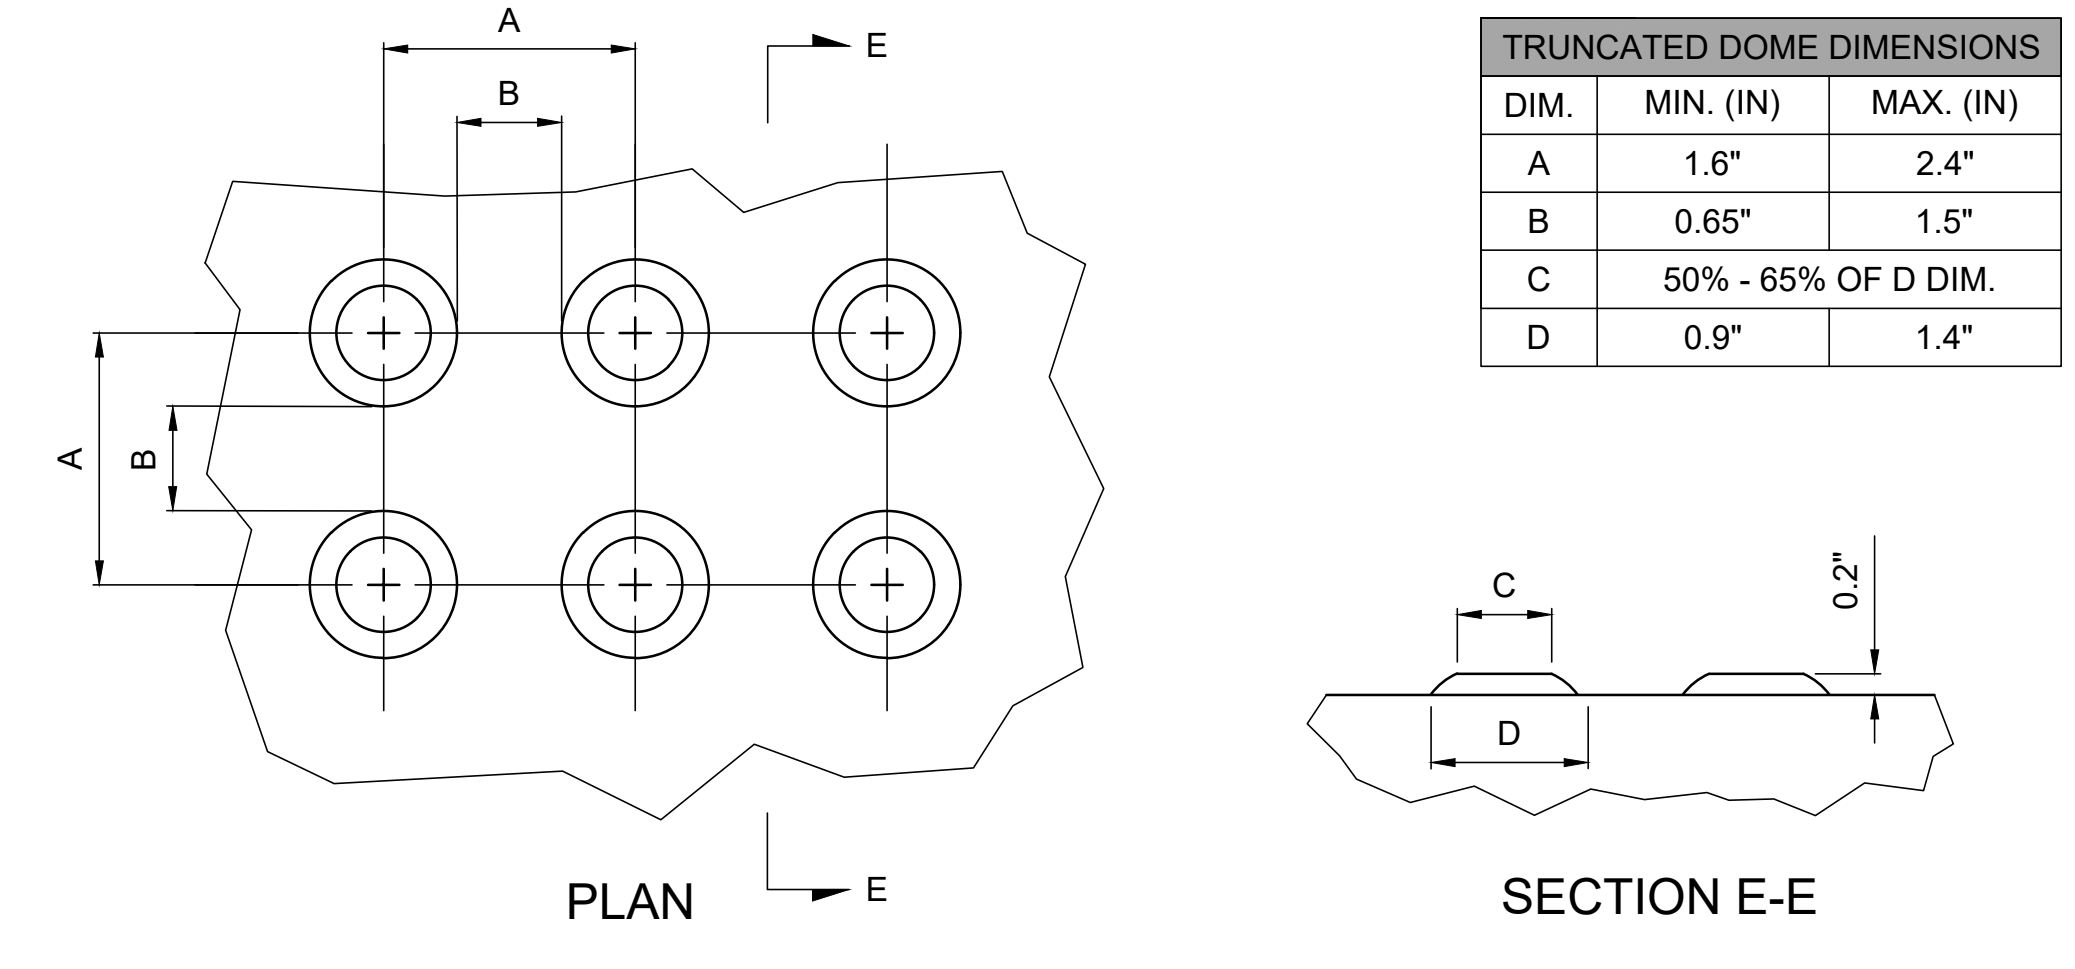 A
E
B
A
B
E
PLAN
TRUNCATED DOME DIMENSIONS
DIM. MIN. (IN) MAX. (IN)
A 1.6" 2.4"
B 0.65" 1.5"
C 50% - 65% OF D DIM.
D 0.9" 1.4"
C
0.2"
D
SECTION E-E